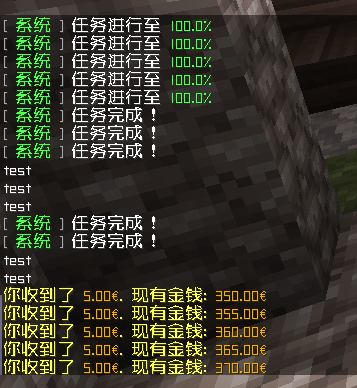 [ 系统 ] 任务进行至 100.0%
[ 系统 ] 任务进行至 100.0%
[ 系统 ] 任务进行至 100.0%
[ 系统 ] 任务进行至 100.0%
[ 系统 ] 任务进行至 100.0%
[ 系统 ] 任务完成！
[ 系统 ] 任务完成！
[ 系统 ] 任务完成！
test
test
test
[ 系统 ] 任务完成！
[ 系统 ] 任务完成！
test
test
你收到了 5.00€. 现有金钱: 350.00€
你收到了 5.00€. 现有金钱: 355.00€
你收到了 5.00€. 现有金钱: 360.00€
你收到了 5.00€. 现有金钱: 365.00€
你收到了 5.00€. 现有金钱: 370.00€